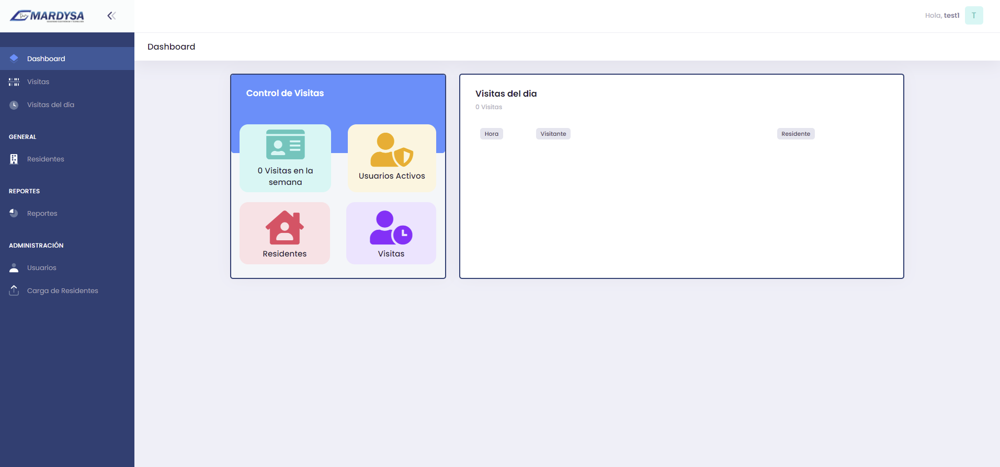 MARDYSA
Hola, test1
T
Dashboard
Dashboard
Visitas
Visitas del día
GENERAL
Residentes
REPORTES
Reportes
ADMINISTRACIÓN
Usuarios
Carga de Residentes
Control de Visitas
0 Visitas en la
semana
Usuarios Activos
Residentes
Visitas
Visitas del dia
0 Visitas
Hora
Visitante
Residente